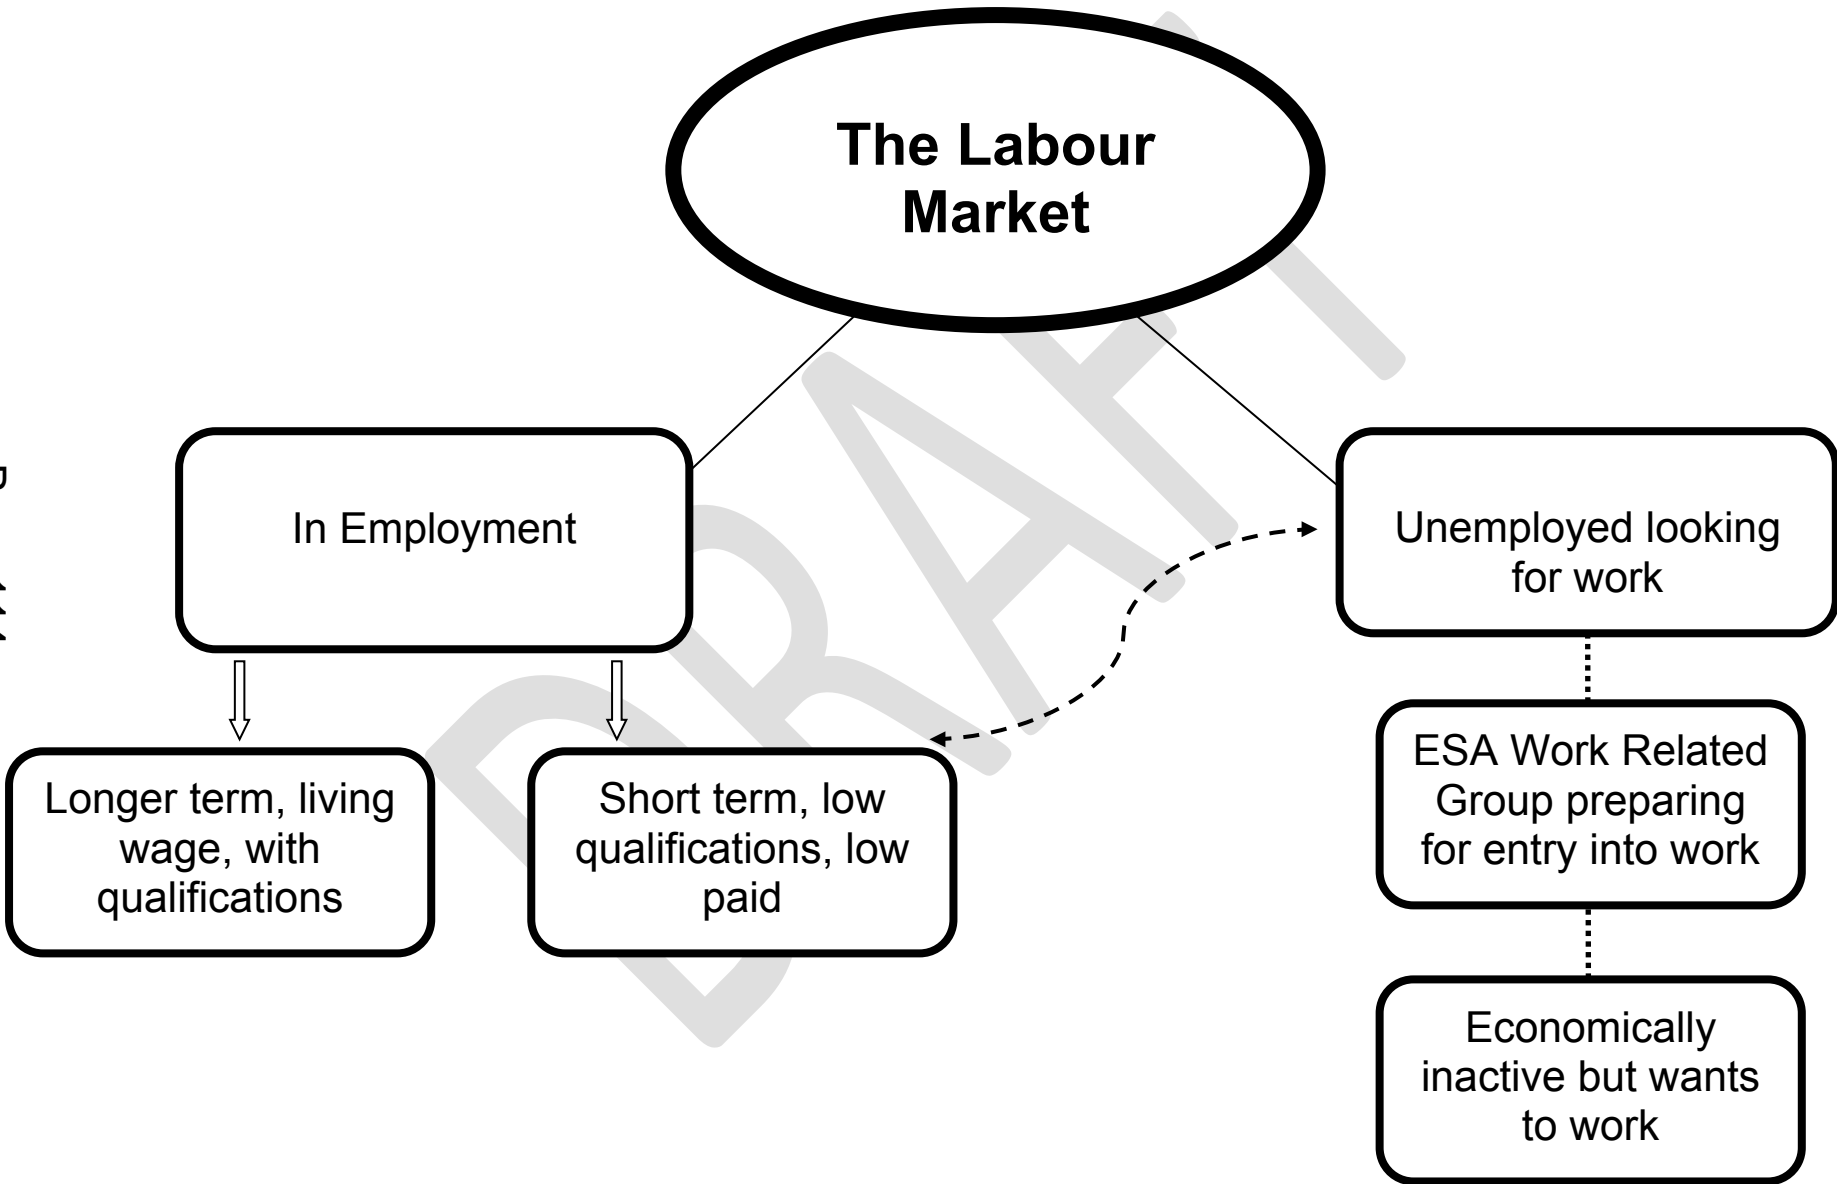 The Labour
Market
In Employment
Unemployed looking
for work
Longer term, living
wage, with
qualifications
Short term, low
qualifications, low
paid
ESA Work Related
Group preparing
for entry into work
Economically
inactive but wants
to work
DRAFT